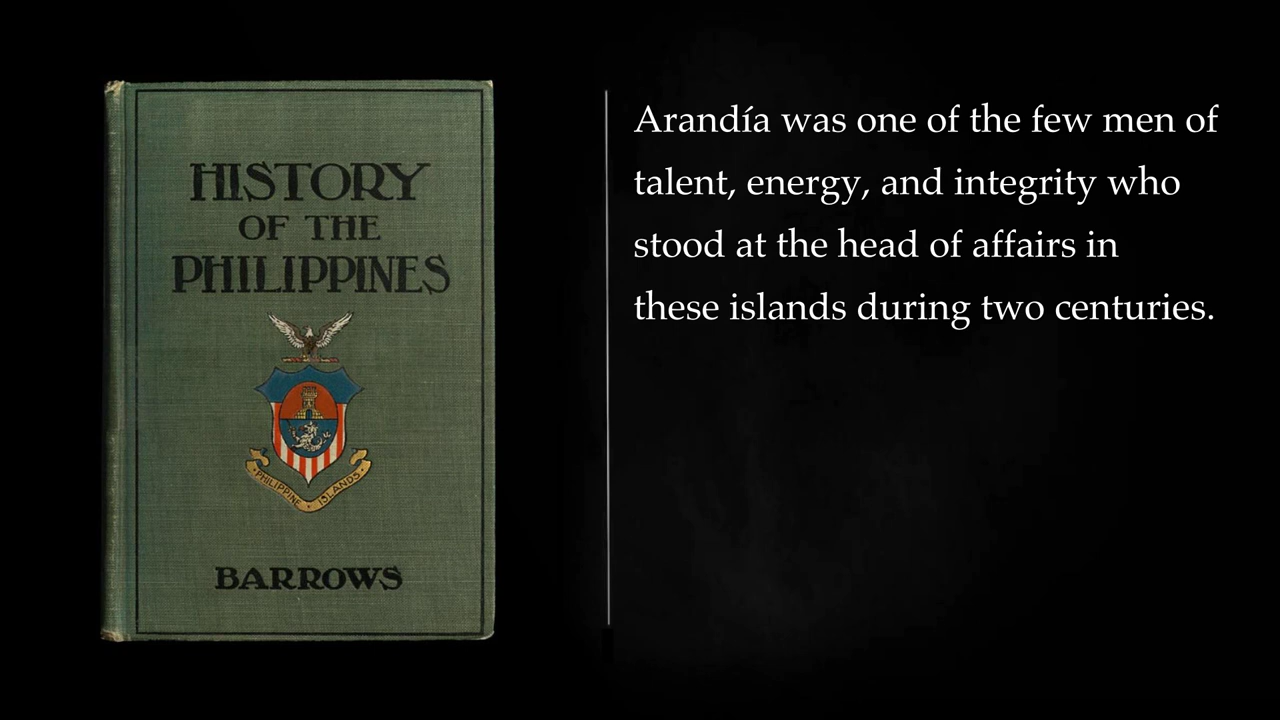 HISTORY
OF THE
PHILIPPINES
PHILIPPINE ISLANDS
BARROWS
Arandía was one of the few men of
talent, energy, and integrity who
stood at the head of affairs in
these islands during two centuries.